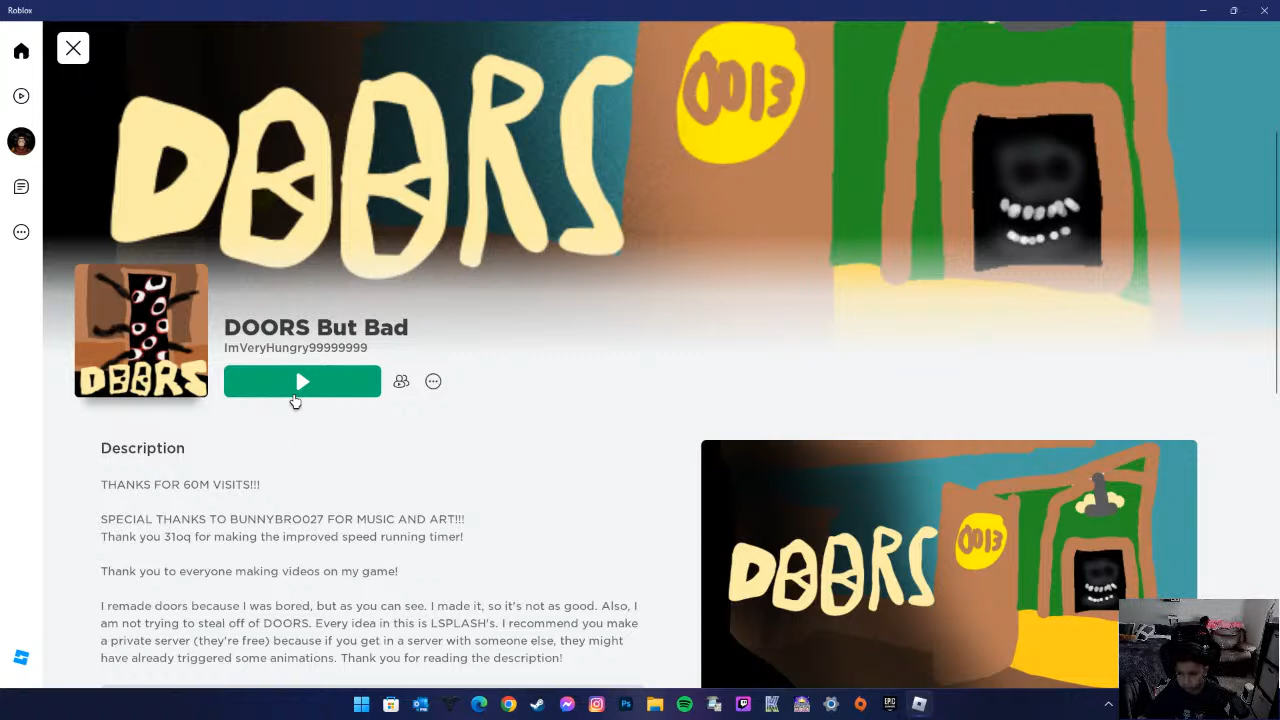 Roblox
DOORS
0013
DOORS
DOORS But Bad
ImVeryHungry99999999
Description
THANKS FOR 60M VISITS!!!
SPECIAL THANKS TO BUNNYBRO027 FOR MUSIC AND ART!!!
Thank you 31oq for making the improved speed running timer!
Thank you to everyone making videos on my game!
I remade doors because I was bored, but as you can see. I made it, so it's not as good. Also, I
am not trying to steal off of DOORS. Every idea in this is LSPLASH's. I recommend you make
a private server (they're free) because if you get in a server with someone else, they might
have already triggered some animations. Thank you for reading the description!
DOORS
0013
EPIC